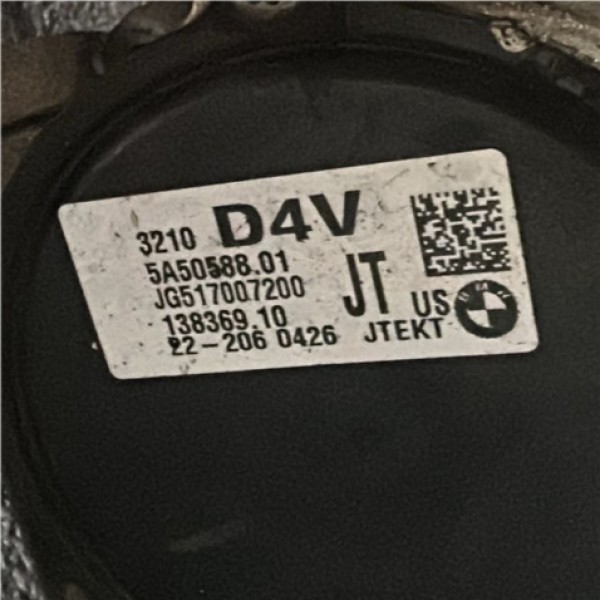 3210 D4V
5A50588.01
JG517007200 JT
138369.10 US
22-206 0426 JTEKT